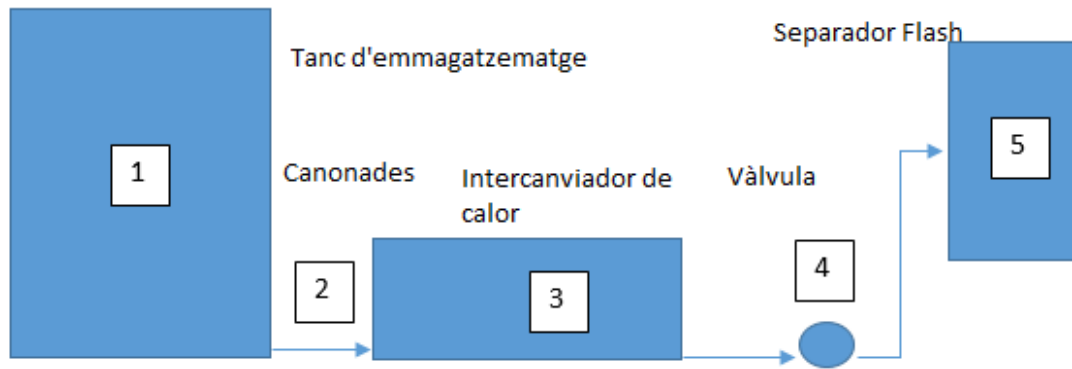 Separador Flash
Tanc d'emmagatzematge
1
5
Canonades
Intercanviador de
calor
Vàlvula
2
3
4